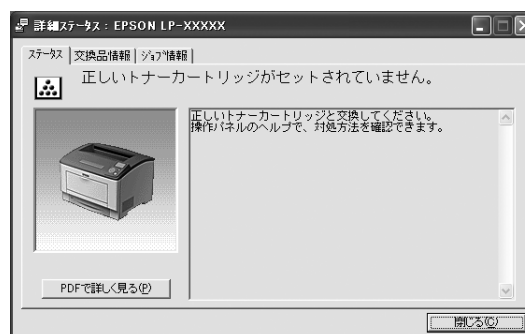 詳細ステータス : EPSON LP-XXXXX
ステータス 交換品情報 ジョブ情報
正しいトナーカートリッジがセットされていません。
正しいトナーカートリッジと交換してください。
操作パネルのヘルプで、対処方法を確認できます。
PDFで詳しく見る(P)
閉じる(C)